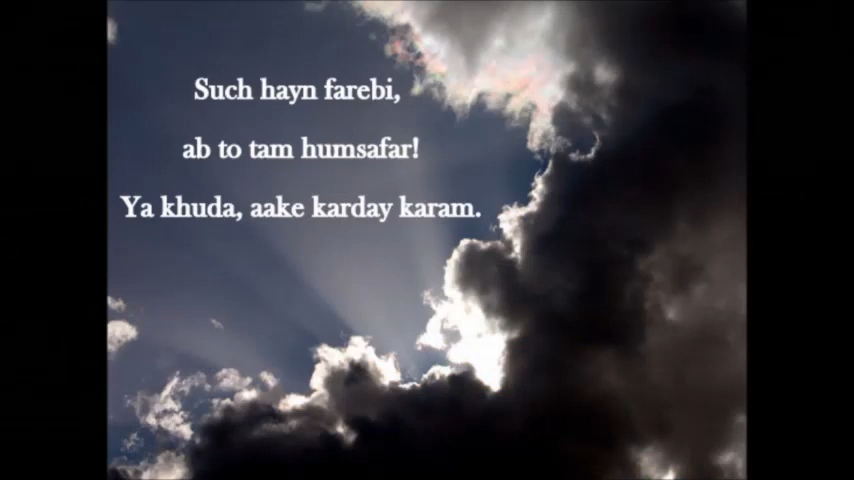 Such hayn farebi,
ab to tam humsafar!
Ya khuda, aake karday karam.